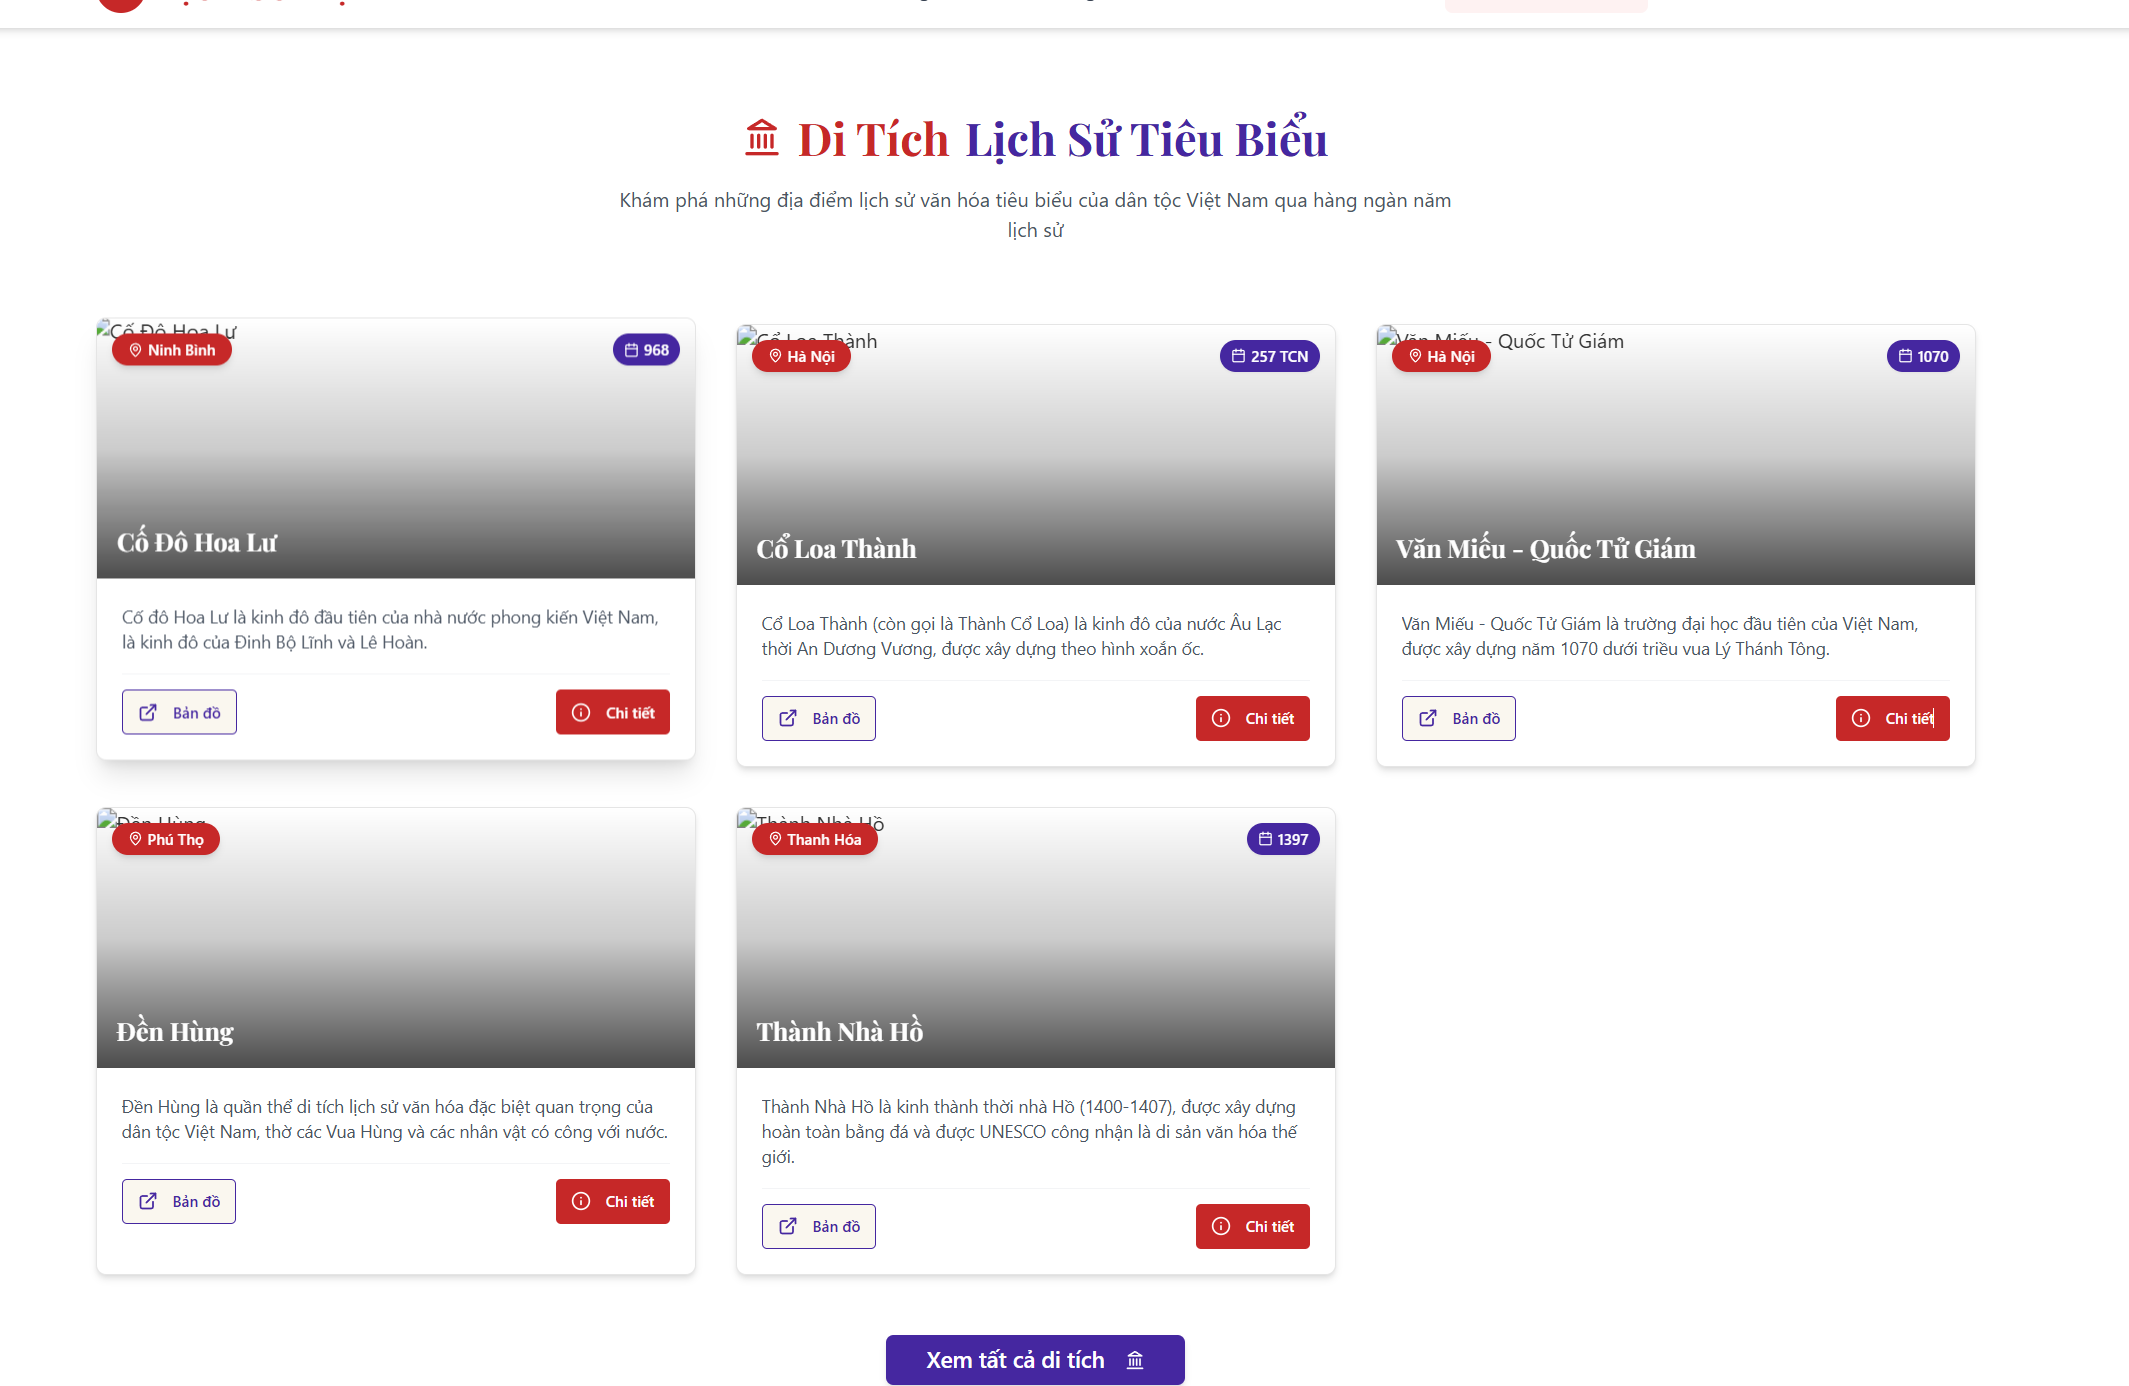 Di Tích Lịch Sử Tiêu Biểu
Khám phá những địa điểm lịch sử văn hóa tiêu biểu của dân tộc Việt Nam qua hàng ngàn năm
lịch sử
Cố Đô Hoa Lư
Ninh Bình
968
Cố Đô Hoa Lư
Cố đô Hoa Lư là kinh đô đầu tiên của nhà nước phong kiến Việt Nam,
là kinh đô của Đinh Bộ Lĩnh và Lê Hoàn.
Bản đồ
Chi tiết
Cổ Loa Thành
Hà Nội
257 TCN
Cổ Loa Thành
Cổ Loa Thành (còn gọi là Thành Cổ Loa) là kinh đô của nước Âu Lạc
thời An Dương Vương, được xây dựng theo hình xoắn ốc.
Bản đồ
Chi tiết
Văn Miếu - Quốc Tử Giám
Hà Nội
1070
Văn Miếu - Quốc Tử Giám
Văn Miếu - Quốc Tử Giám là trường đại học đầu tiên của Việt Nam,
được xây dựng năm 1070 dưới triều vua Lý Thánh Tông.
Bản đồ
Chi tiết
Đền Hùng
Phú Thọ
Đền Hùng
Đền Hùng là quần thể di tích lịch sử văn hóa đặc biệt quan trọng của
dân tộc Việt Nam, thờ các Vua Hùng và các nhân vật có công với nước.
Bản đồ
Chi tiết
Thành Nhà Hồ
Thanh Hóa
1397
Thành Nhà Hồ
Thành Nhà Hồ là kinh thành thời nhà Hồ (1400-1407), được xây dựng
hoàn toàn bằng đá và được UNESCO công nhận là di sản văn hóa thế
giới.
Bản đồ
Chi tiết
Xem tất cả di tích